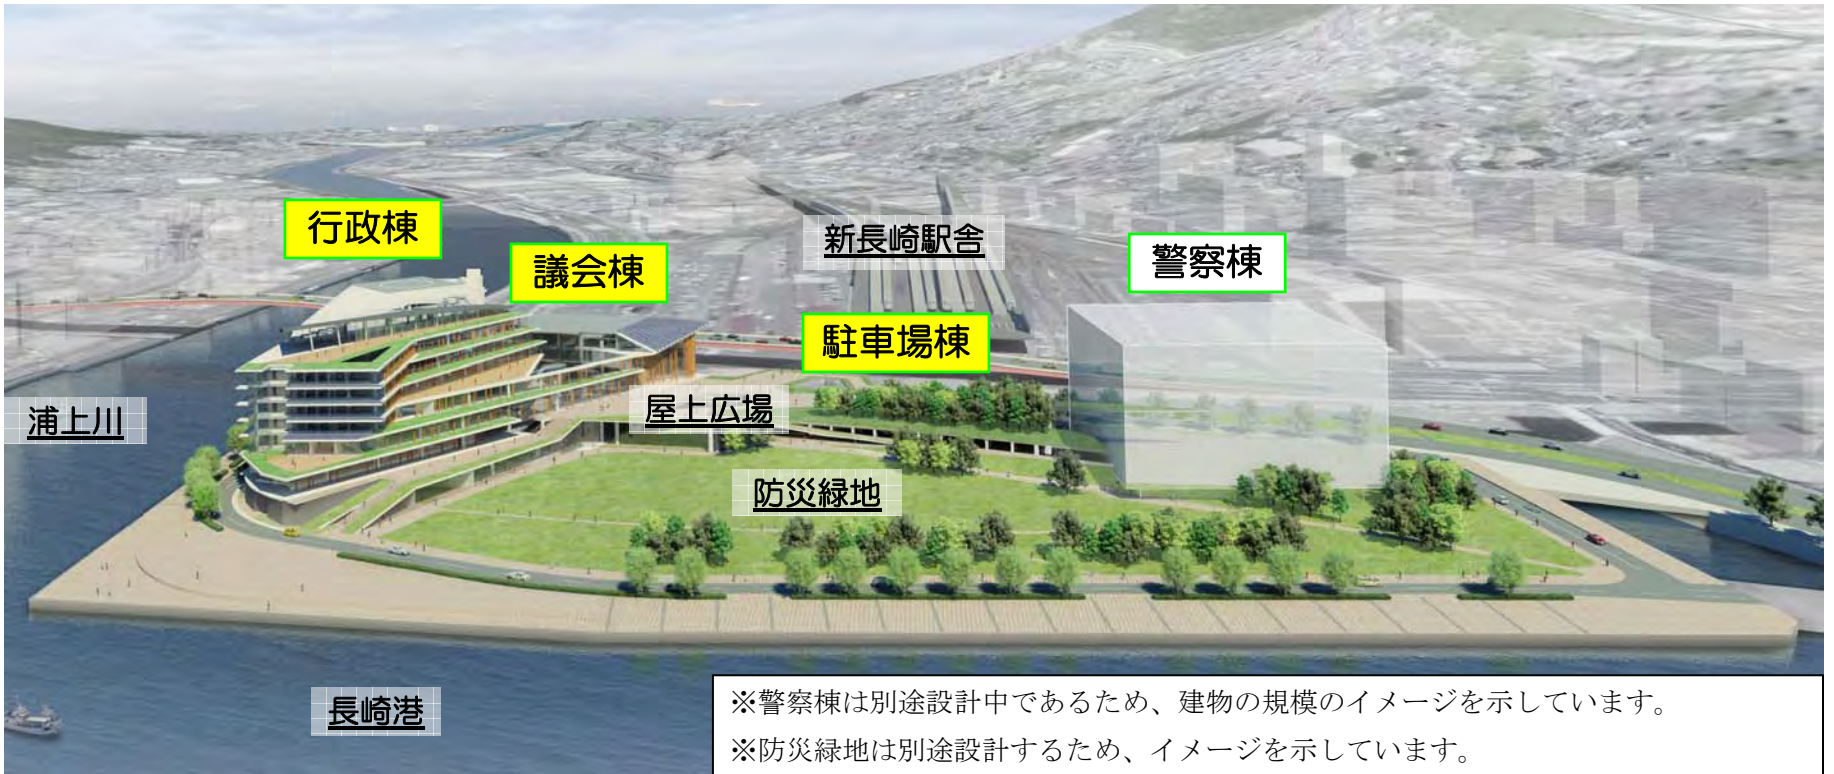 行政棟
議会棟
新長崎駅舎
警察棟
駐車場棟
浦上川
屋上広場
防災緑地
長崎港
※警察棟は別途設計中であるため、建物の規模のイメージを示しています。
※防災緑地は別途設計するため、イメージを示しています。